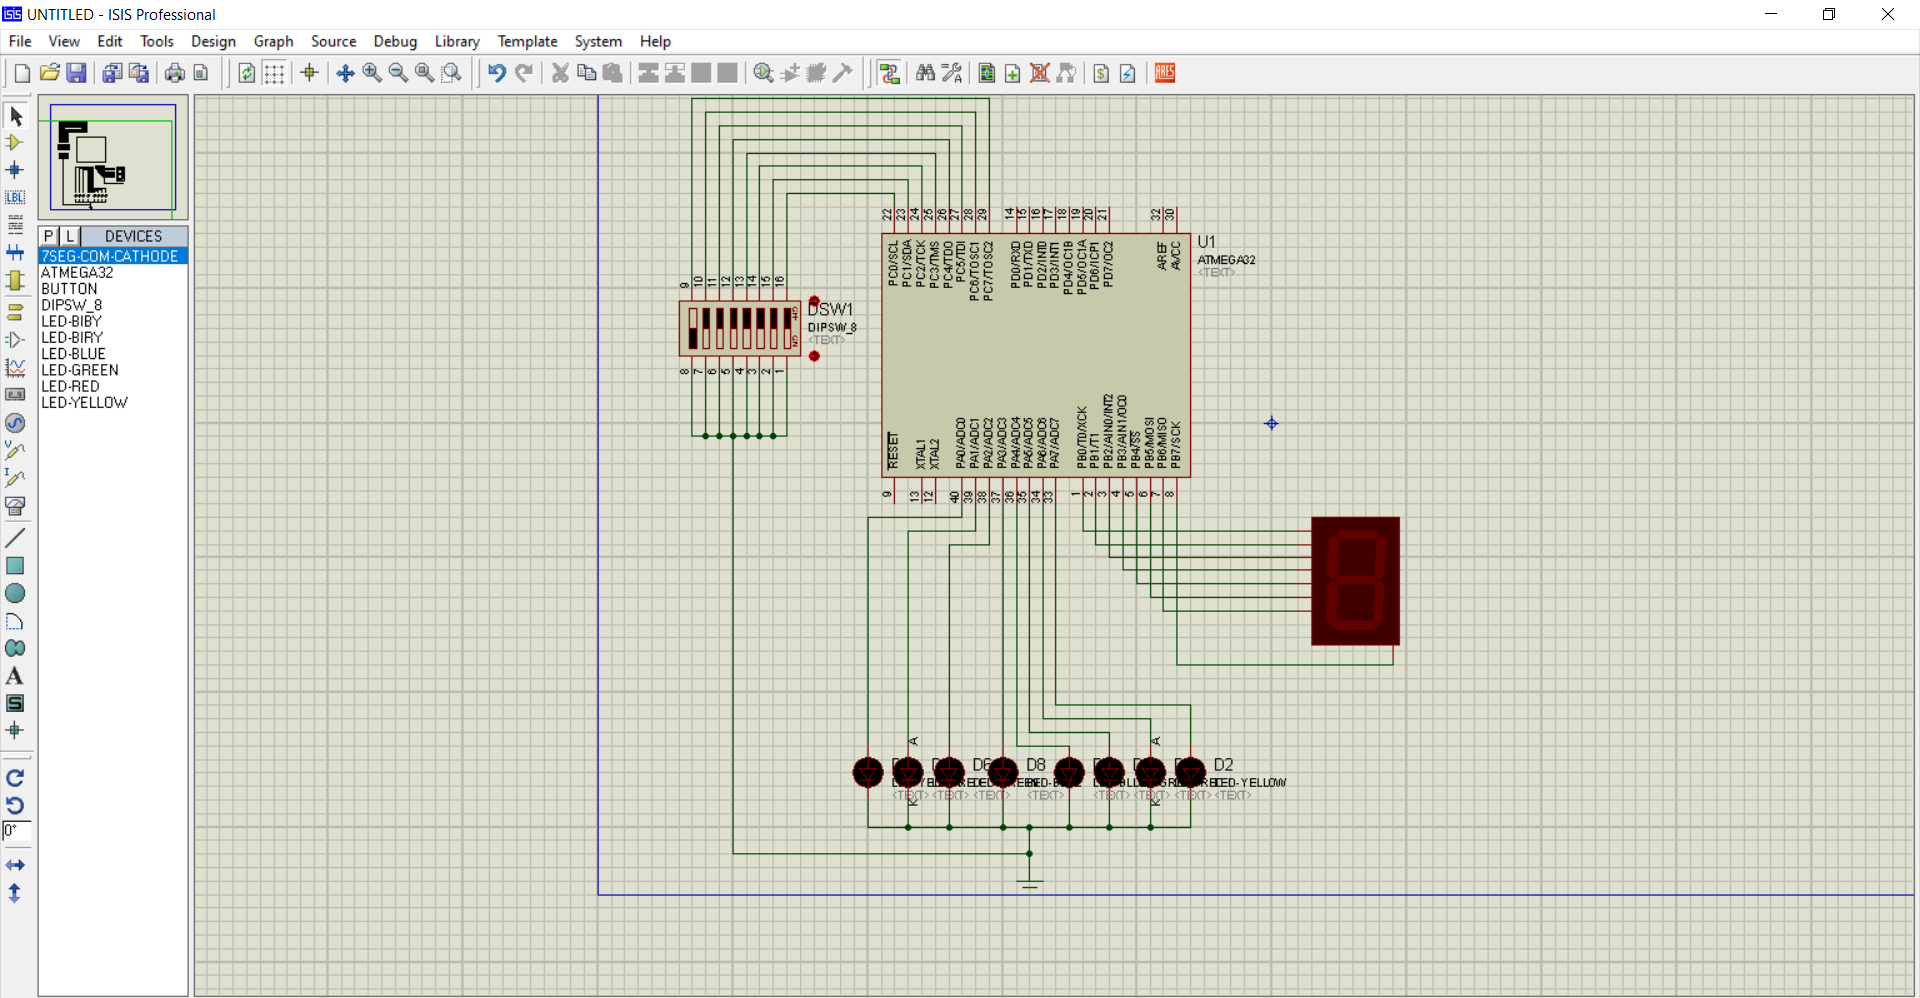 UNTITLED - ISIS Professional
File View Edit Tools Design Graph Source Debug Library Template System Help
ARES
LBL
P L DEVICES
7SEG-COM-CATHODE
ATMEGA32
BUTTON
DIPSW_8
LED-BIBY
LED-BIRY
LED-BLUE
LED-GREEN
LED-RED
LED-YELLOW
A
S
0°
22 23 24 25 26 27 28 29 14 15 16 17 18 19 20 21 32 30
PC0/SCL
PC1/SDA
PC2/TCK
PC3/TMS
PC4/TDO
PC5/TDI
PC6/TOSC1
PC7/TOSC2
PD0/RXD
PD1/TXD
PD2/INT0
PD3/INT1
PD4/OC1B
PD5/OC1A
PD6/ICP1
PD7/OC2
AREF
AVCC
U1
ATMEGA32
<TEXT>
9 10 11 12 13 14 15 16
DSW1
DIPSW_8
<TEXT>
OFF
ON
8 7 6 5 4 3 2 1
RESET
XTAL1
XTAL2
PA0/ADC0
PA1/ADC1
PA2/ADC2
PA3/ADC3
PA4/ADC4
PA5/ADC5
PA6/ADC6
PA7/ADC7
PB0/T0/XCK
PB1/T1
PB2/AIN0/INT2
PB3/AIN1/OC0
PB4/SS
PB5/MOSI
PB6/MISO
PB7/SCK
9 13 12 40 39 38 37 36 35 34 33 1 2 3 4 5 6 7 8
A A
D6 D8 D2
LED-YELLOW
<TEXT> <TEXT> <TEXT> <TEXT> <TEXT> <TEXT> <TEXT> <TEXT>
K K